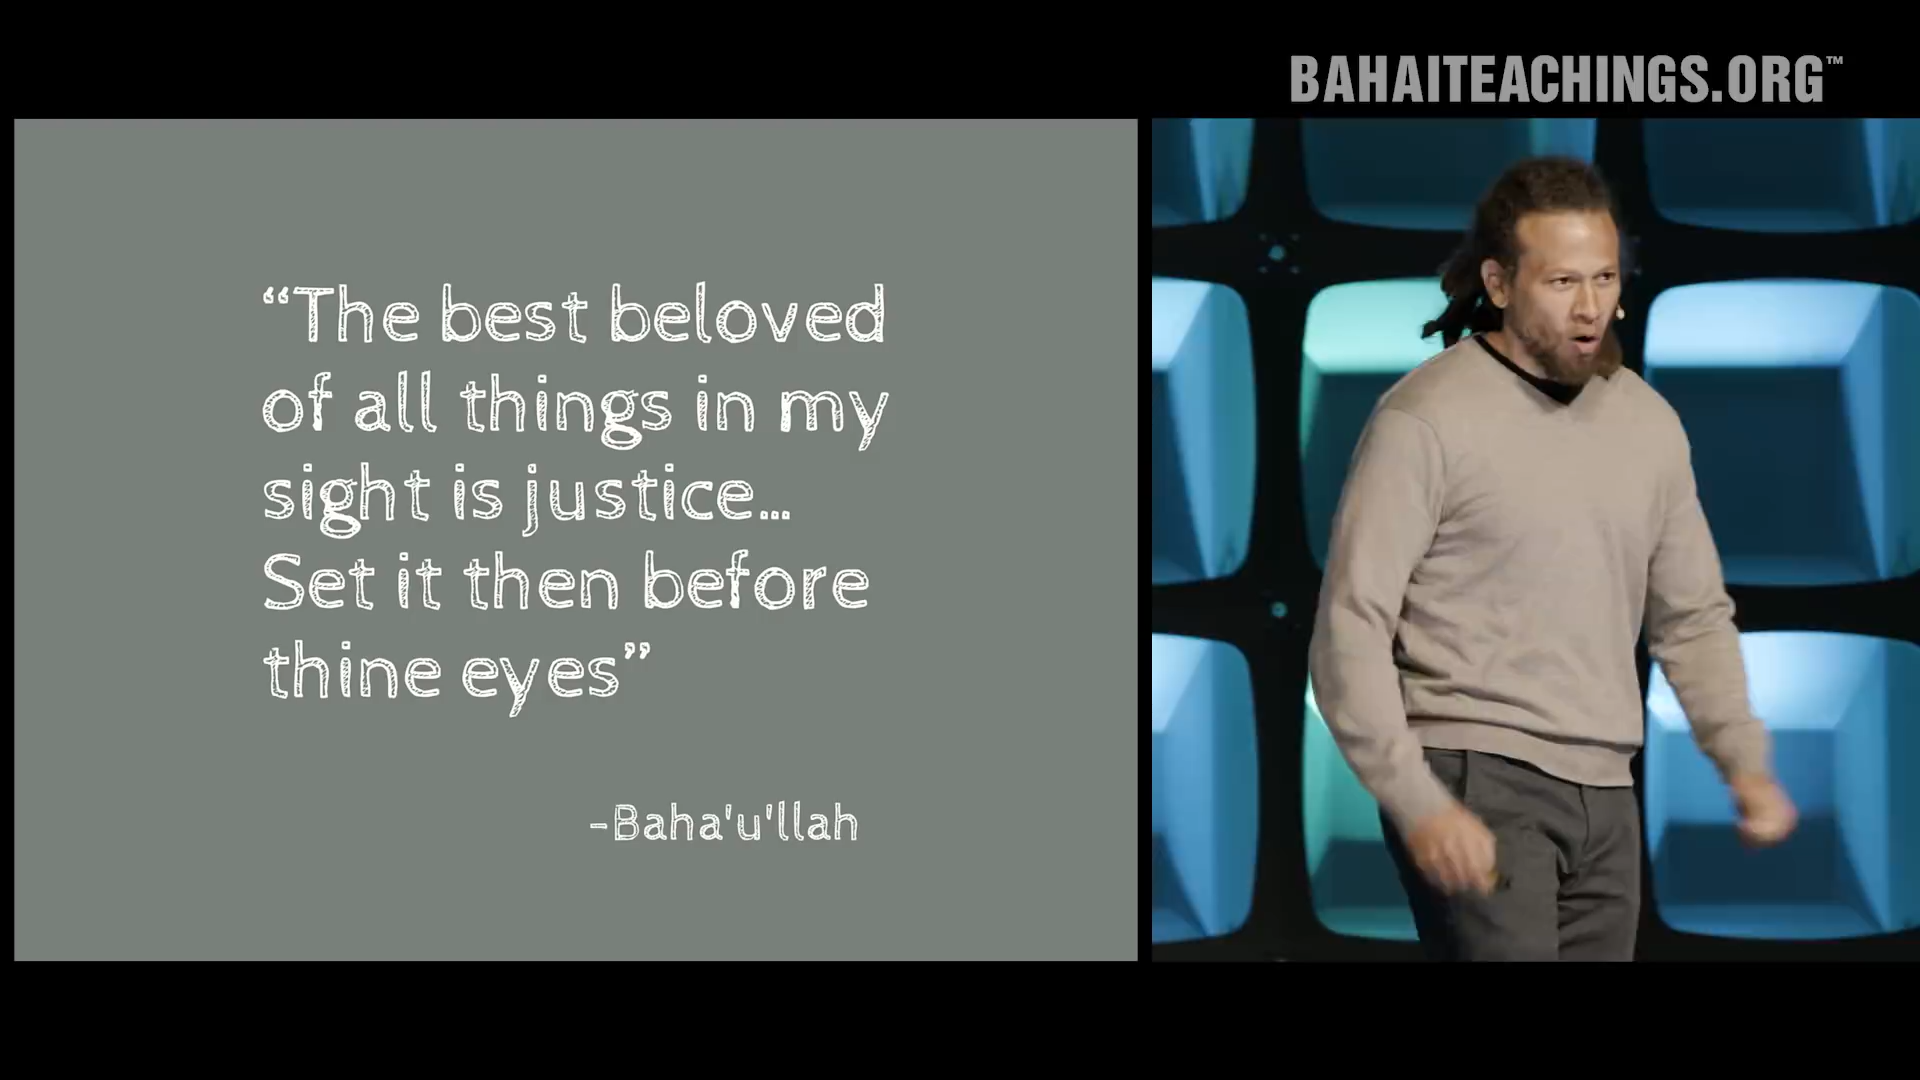 BAHAITEACHINGS.ORG™
“The best beloved
of all things in my
sight is justice...
Set it then before
thine eyes”
-Baha'u'llah